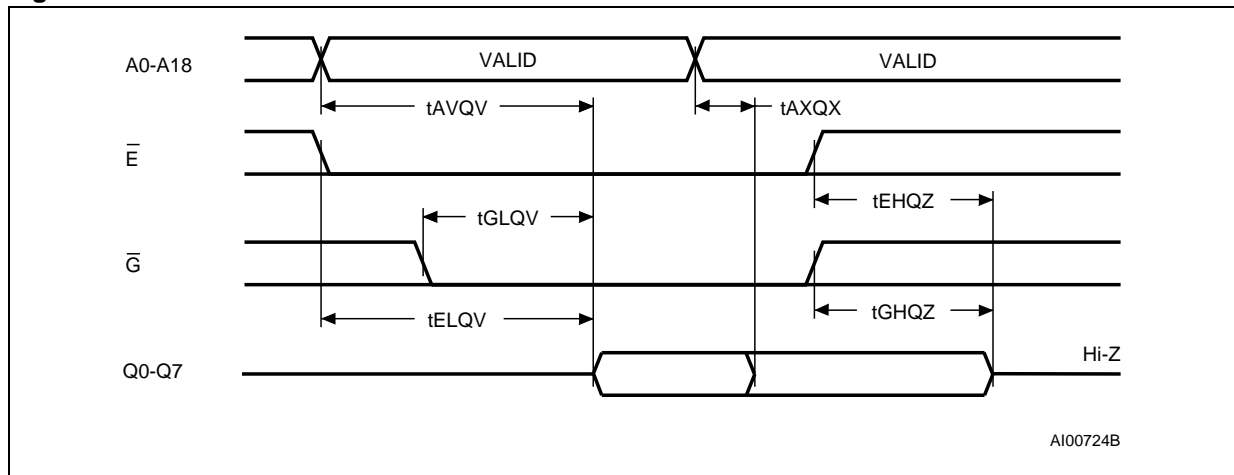 A0-A18
VALID
VALID
tAVQV
tAXQX
E̅
tEHQZ
tGLQV
G̅
tGHQZ
tELQV
Q0-Q7
Hi-Z
AI00724B